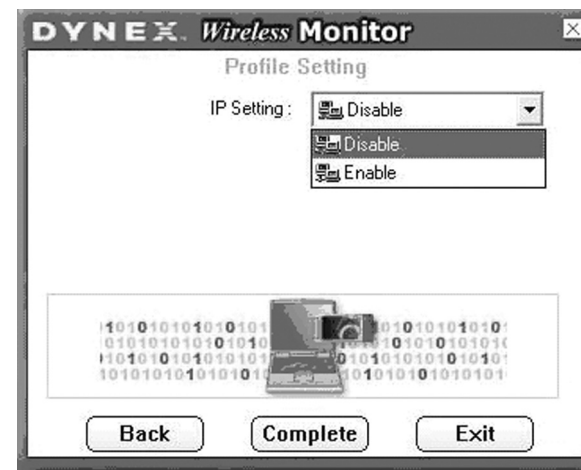 DYNEX Wireless Monitor
Profile Setting
IP Setting : Disable
Disable
Enable
Back Complete Exit